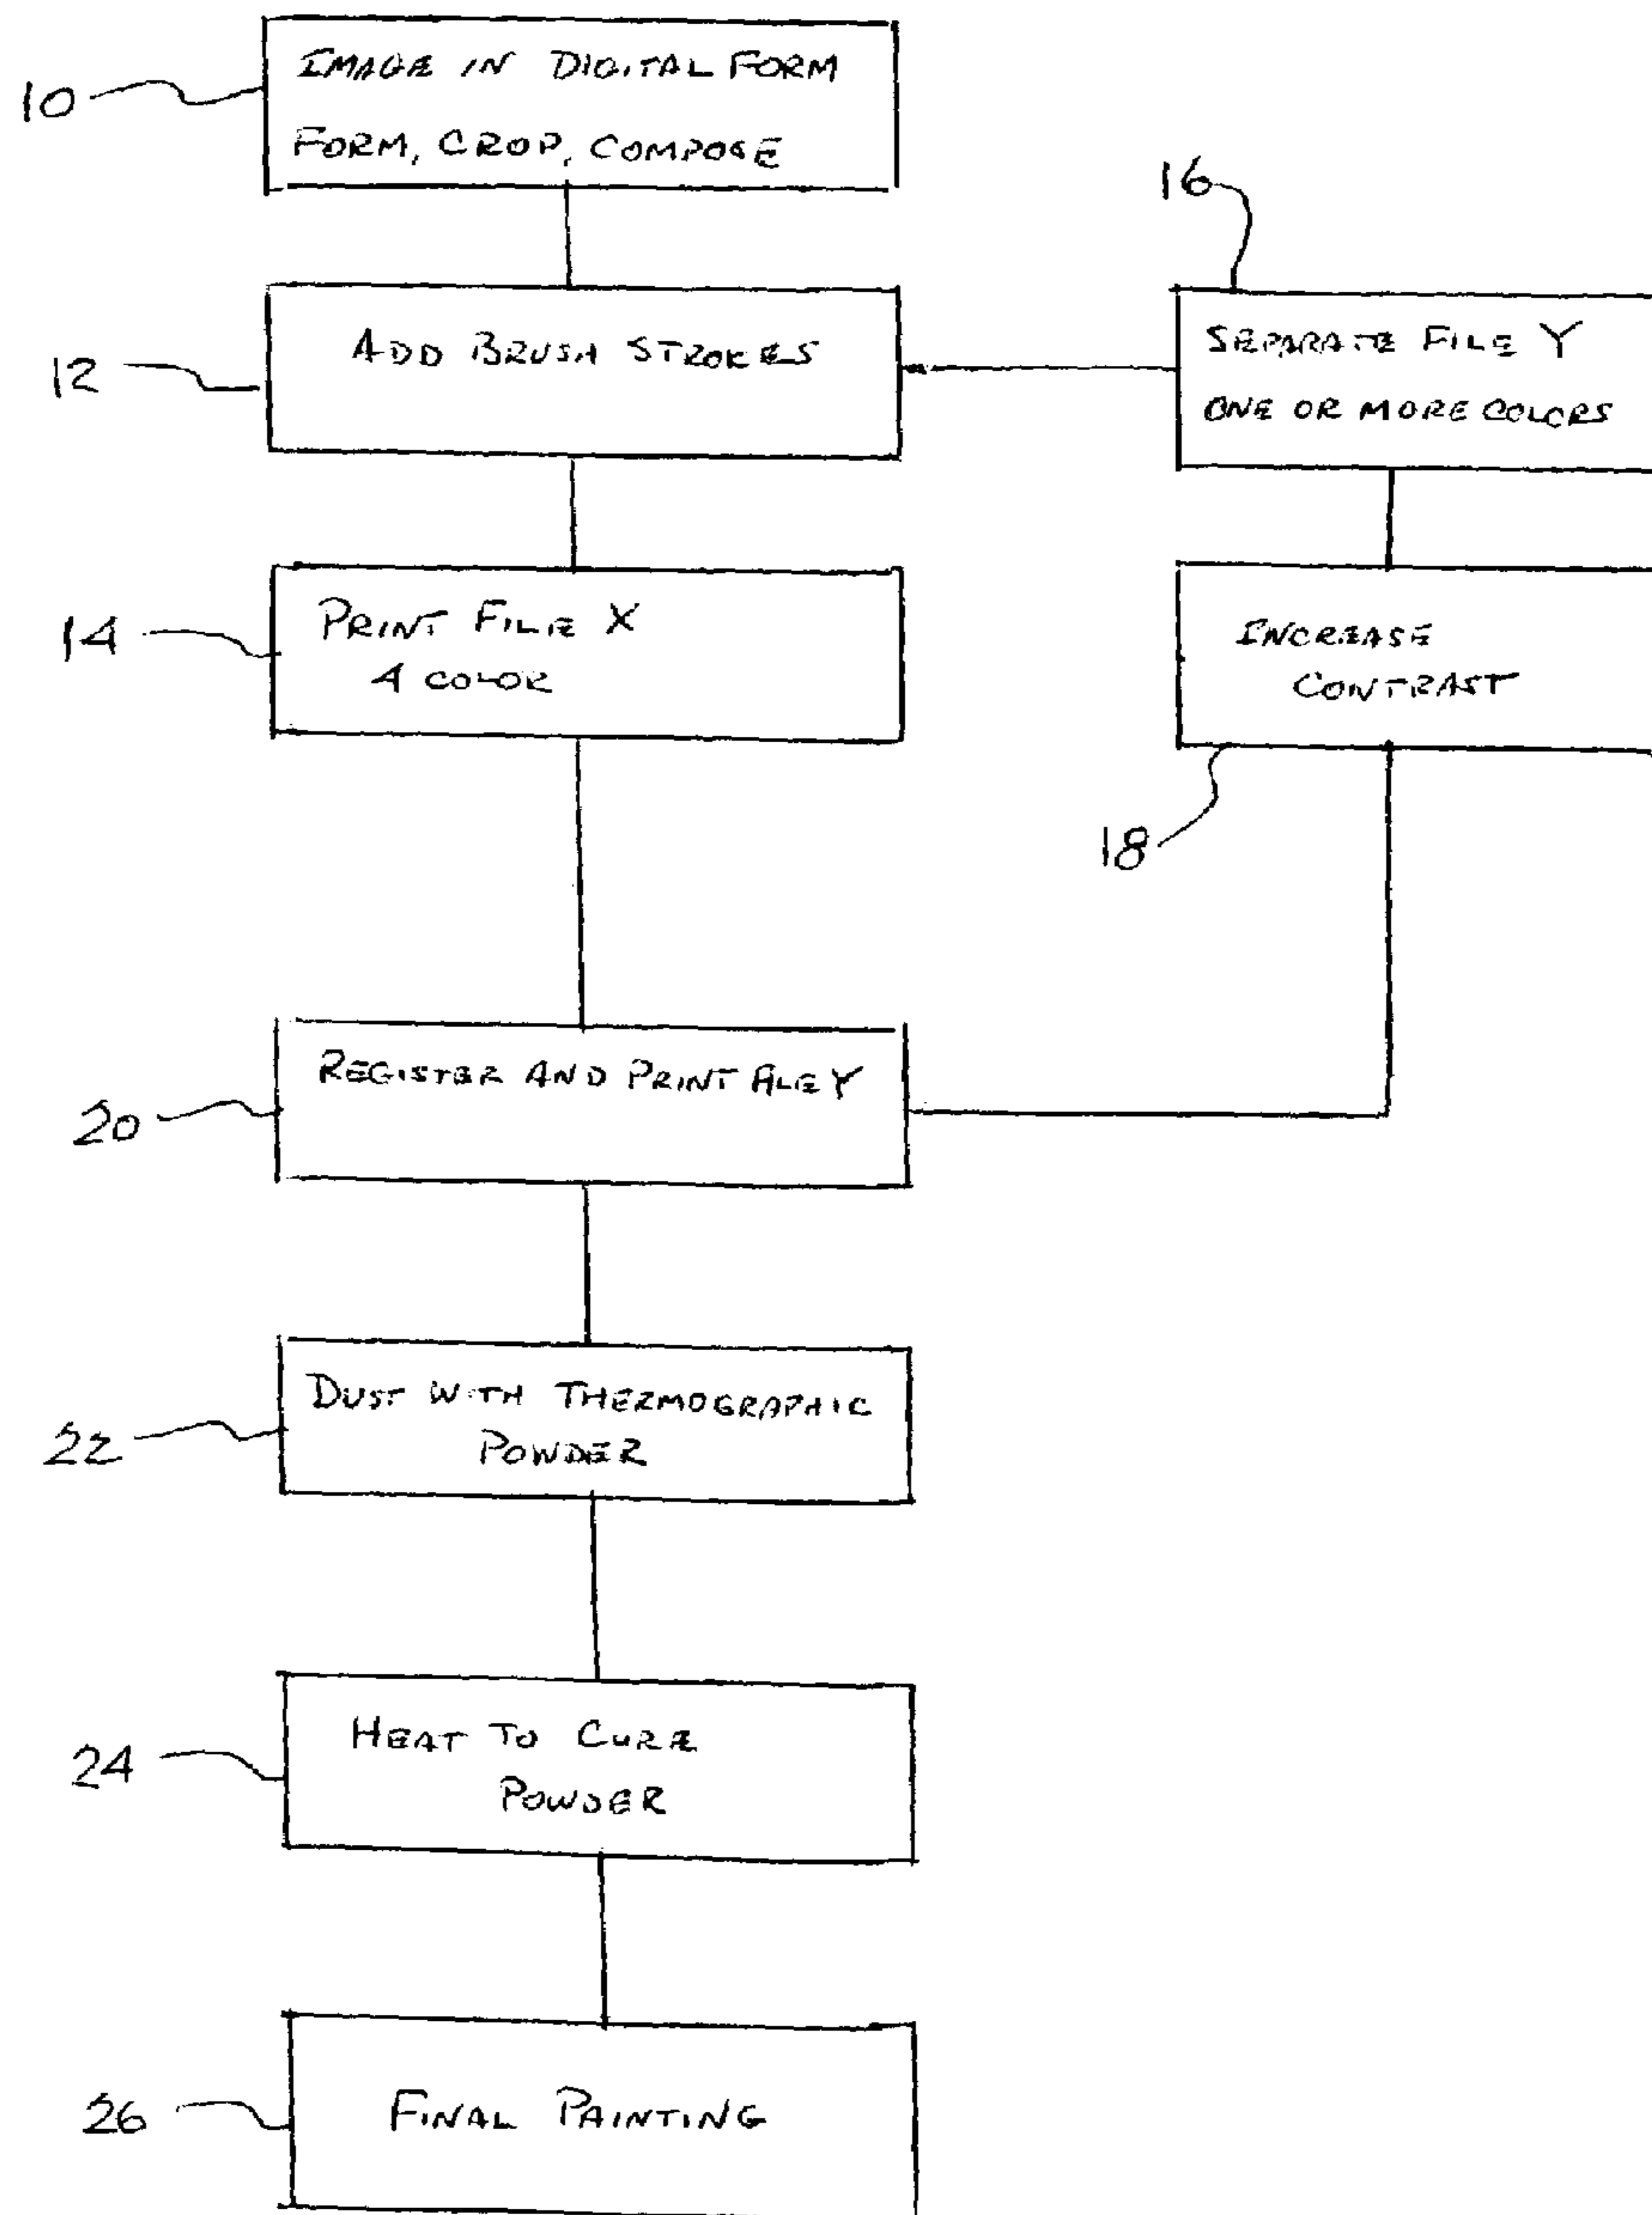 10
IMAGE IN DIGITAL FORM
FORM, CROP, COMPOSE
12
ADD BRUSH STROKES
16
SEPARATE FILE Y
ONE OR MORE COLORS
14
PRINT FILE X
4 COLOR
INCREASE
CONTRAST
18
20
REGISTER AND PRINT FILE Y
22
DUST WITH THERMOGRAPHIC
POWDER
24
HEAT TO CURE
POWDER
26
FINAL PAINTING